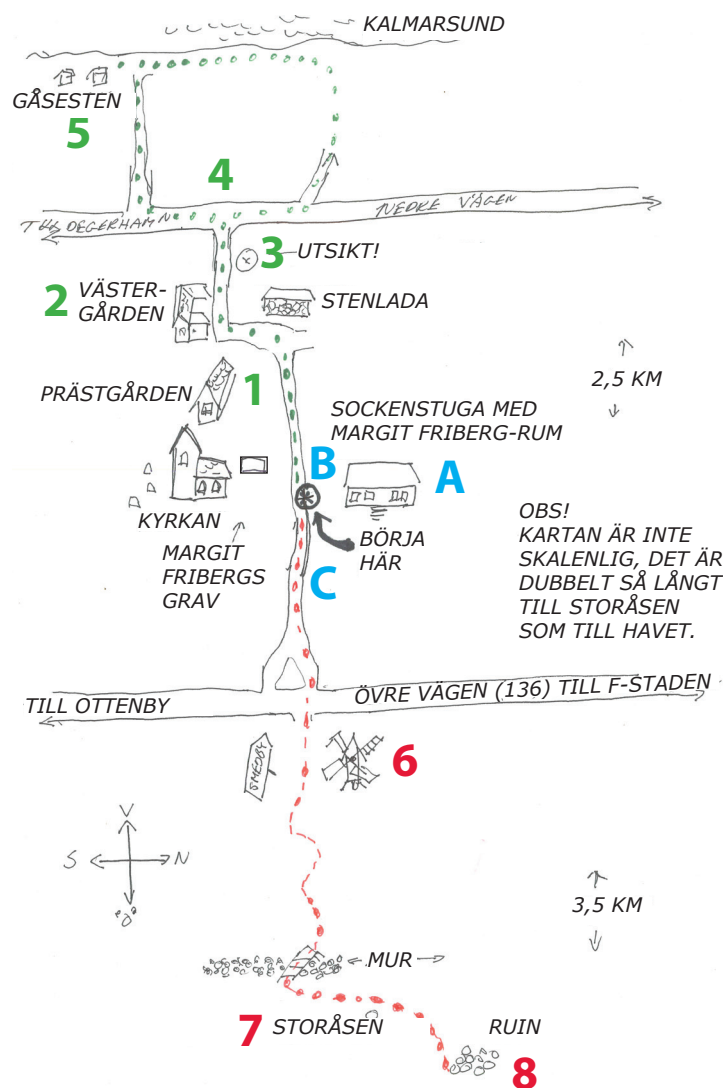 KALMARSUND
GÅSESTEN
5
4
TILL DEGERHAMN
NEDRE VÄGEN
3 UTSIKT!
2 VÄSTER-
GÅRDEN
STENLADA
PRÄSTGÅRDEN
1
2,5 KM
SOCKENSTUGA MED
MARGIT FRIBERG-RUM
B
A
KYRKAN
BÖRJA
HÄR
MARGIT
FRIBERGS
GRAV
C
OBS!
KARTAN ÄR INTE
SKALENLIG, DET ÄR
DUBBELT SÅ LÅNGT
TILL STORÅSEN
SOM TILL HAVET.
TILL OTTENBY
ÖVRE VÄGEN (136) TILL F-STADEN
SMEDBY
6
V
S
N
Ö
3,5 KM
MUR
7 STORÅSEN
RUIN
8